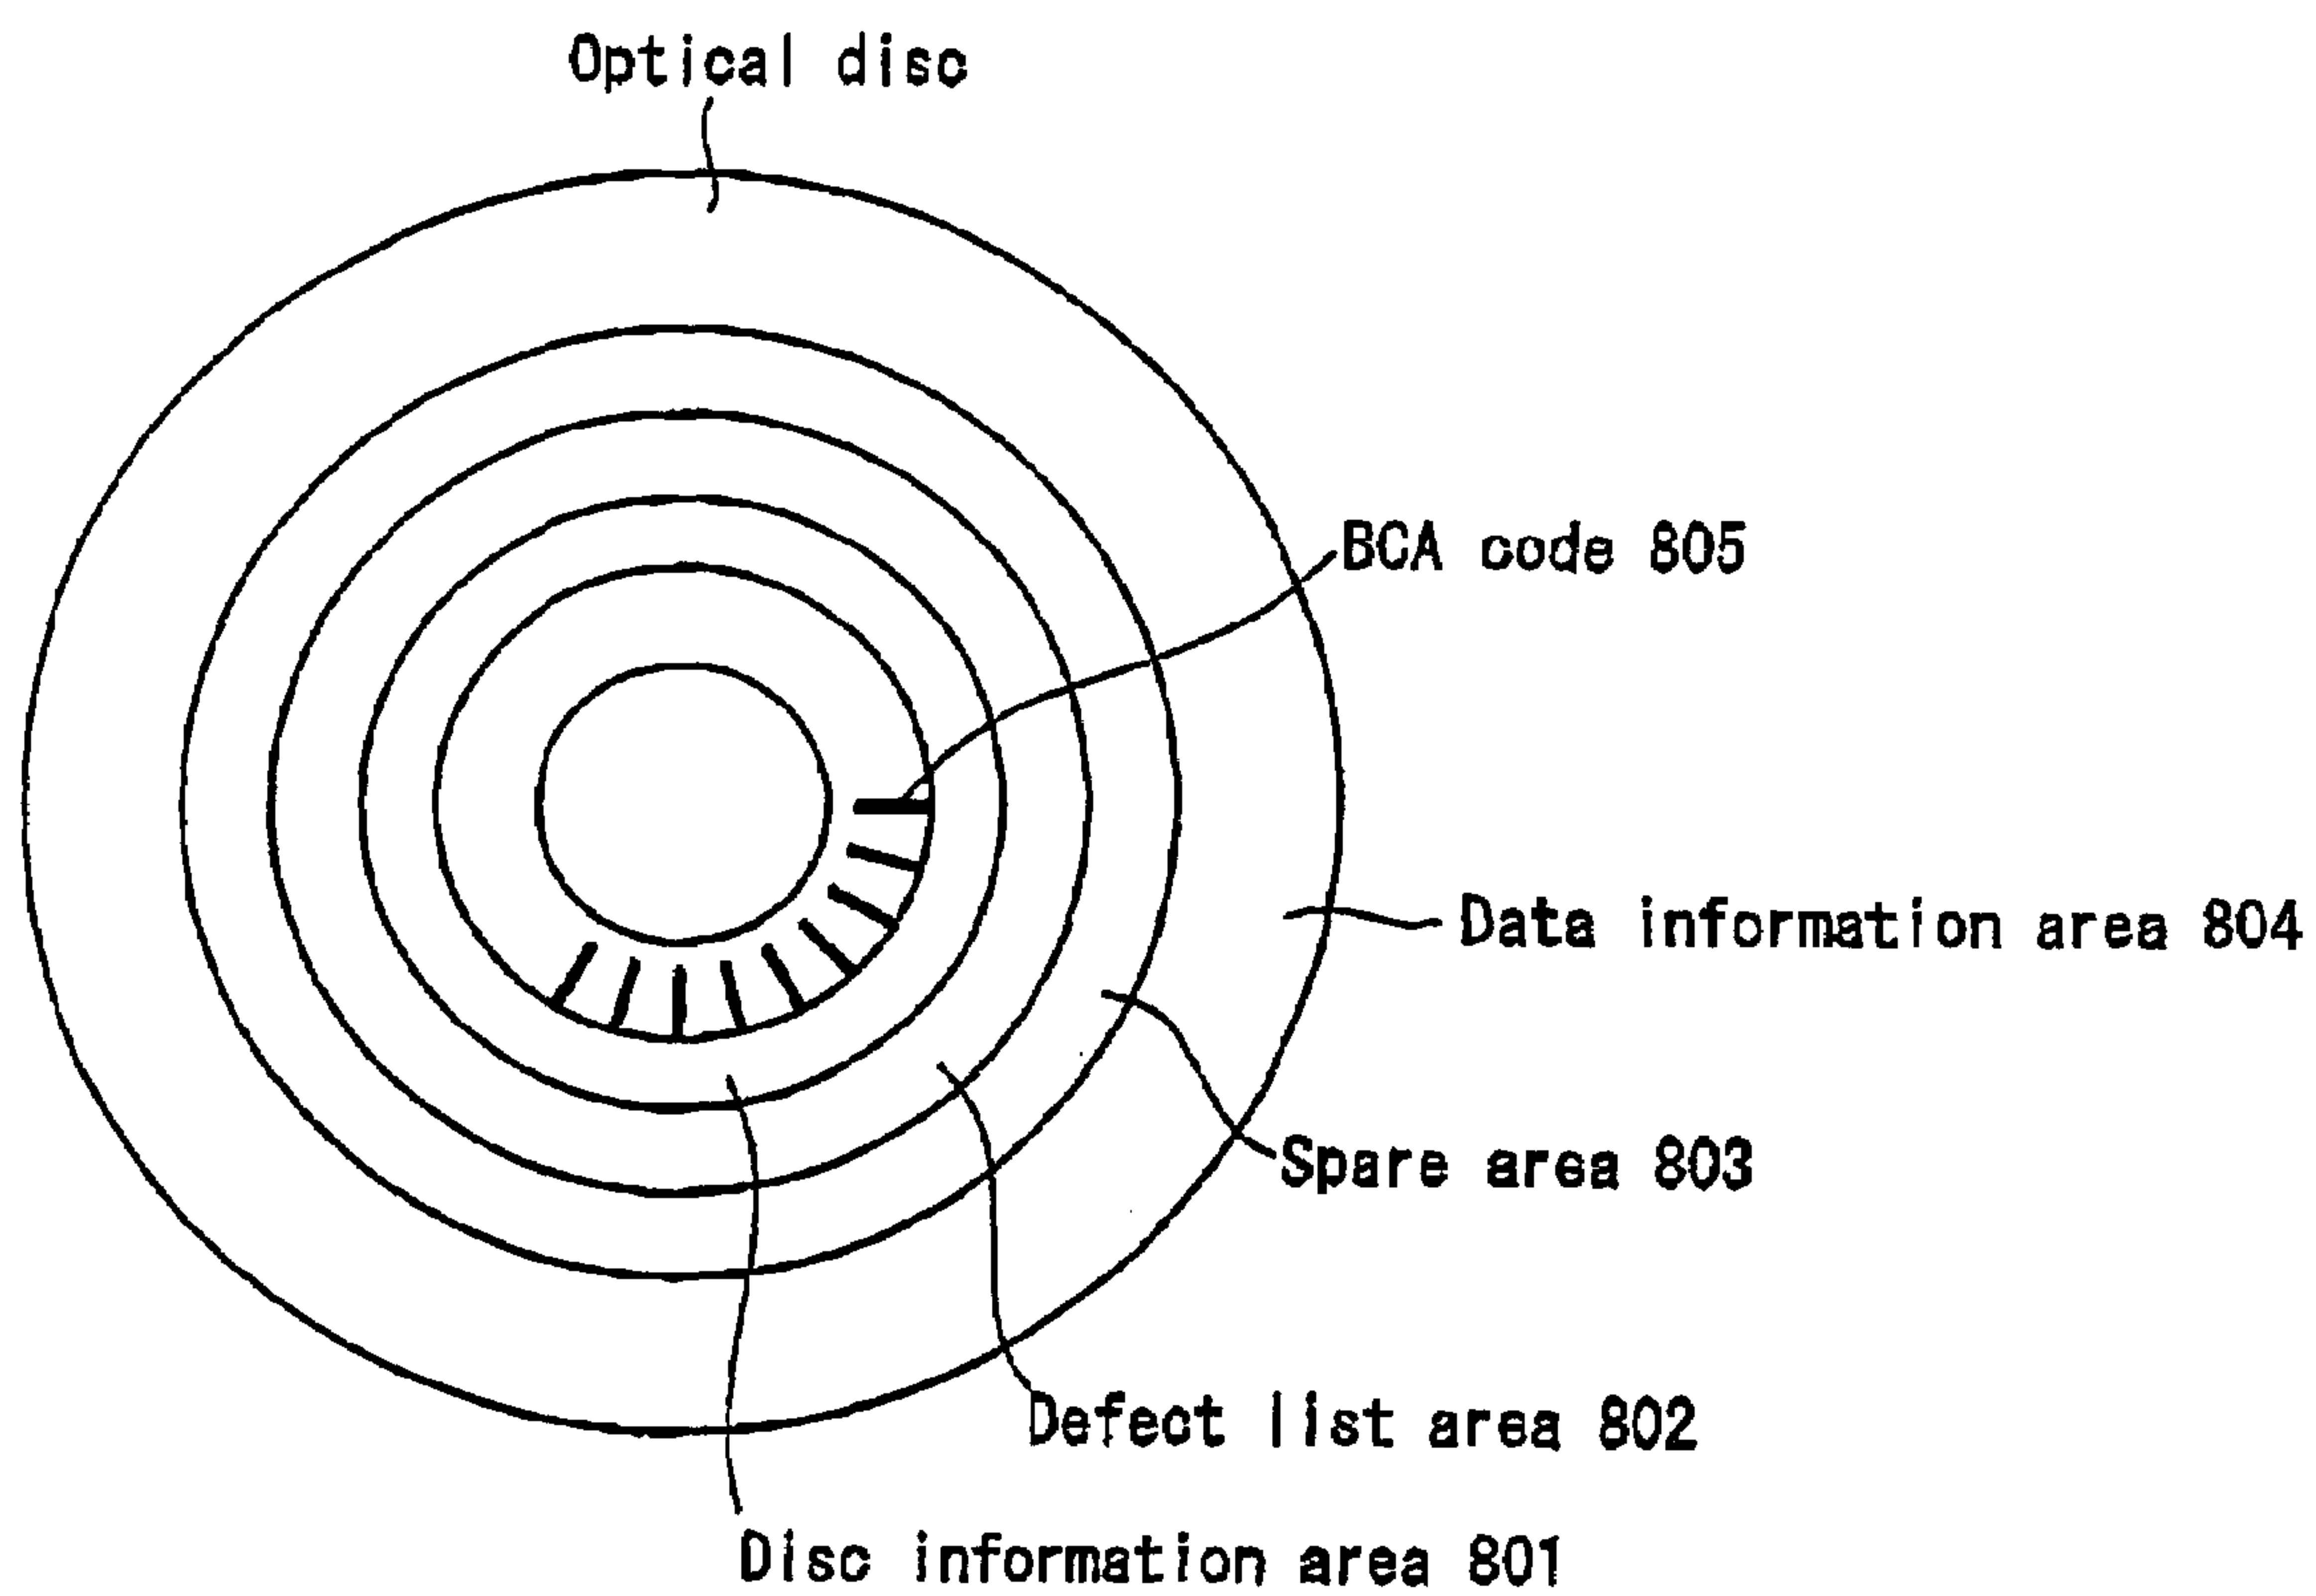 Optical disc
BCA code 805
Data information area 804
Spare area 803
Defect list area 802
Disc information area 801